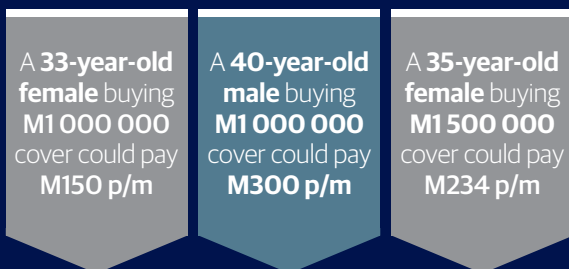 A 33-year-old
female buying
M1 000 000
cover could pay
M150 p/m
A 40-year-old
male buying
M1 000 000
cover could pay
M300 p/m
A 35-year-old
female buying
M1 500 000
cover could pay
M234 p/m